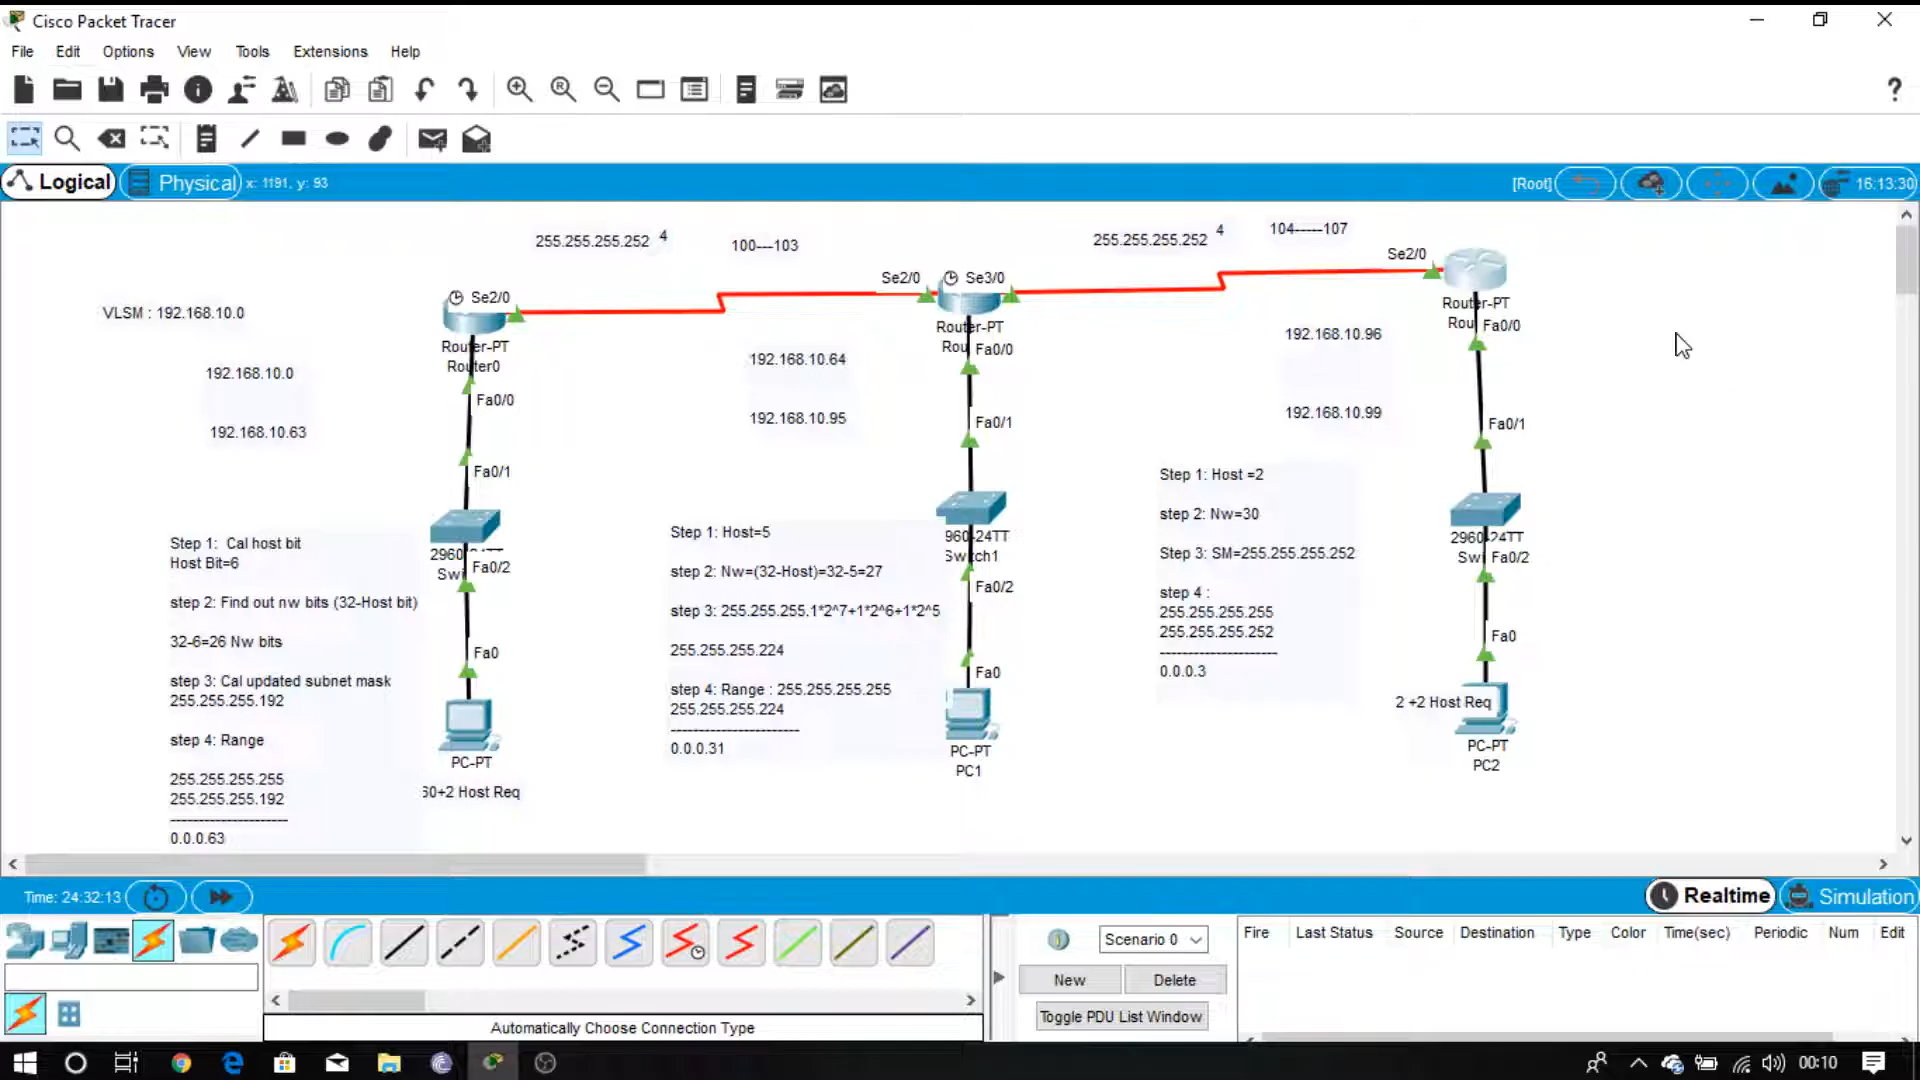 Cisco Packet Tracer
File Edit Options View Tools Extensions Help
Logical Physical x: 1191, y: 93 [Root] 16:13:30
255.255.255.252 4 100---103
255.255.255.252 4 104-----107
VLSM : 192.168.10.0
192.168.10.0
192.168.10.63
Se2/0
Router-PT
Router0
Fa0/0
Fa0/1
Fa0/2
Fa0
PC-PT
60+2 Host Req
Step 1: Cal host bit
Host Bit=6
step 2: Find out nw bits (32-Host bit)
32-6=26 Nw bits
step 3: Cal updated subnet mask
255.255.255.192
step 4: Range
255.255.255.255
255.255.255.192
---------------------
0.0.0.63
Se2/0 Se3/0
Router-PT
Rou Fa0/0
192.168.10.64
192.168.10.95
Fa0/1
960-24TT
Switch1
Fa0/2
Fa0
PC-PT
PC1
Step 1: Host=5
step 2: Nw=(32-Host)=32-5=27
step 3: 255.255.255.1*2^7+1*2^6+1*2^5
255.255.255.224
step 4: Range : 255.255.255.255
255.255.255.224
-----------------------
0.0.0.31
Se2/0
Router-PT
Rou Fa0/0
192.168.10.96
192.168.10.99
Fa0/1
2960-24TT
Swi Fa0/2
Fa0
2 +2 Host Req
PC-PT
PC2
Step 1: Host =2
step 2: Nw=30
Step 3: SM=255.255.255.252
step 4 :
255.255.255.255
255.255.255.252
---------------------
0.0.0.3
Time: 24:32:13 Realtime Simulation
Scenario 0
New Delete
Toggle PDU List Window
Fire Last Status Source Destination Type Color Time(sec) Periodic Num Edit
Automatically Choose Connection Type
00:10